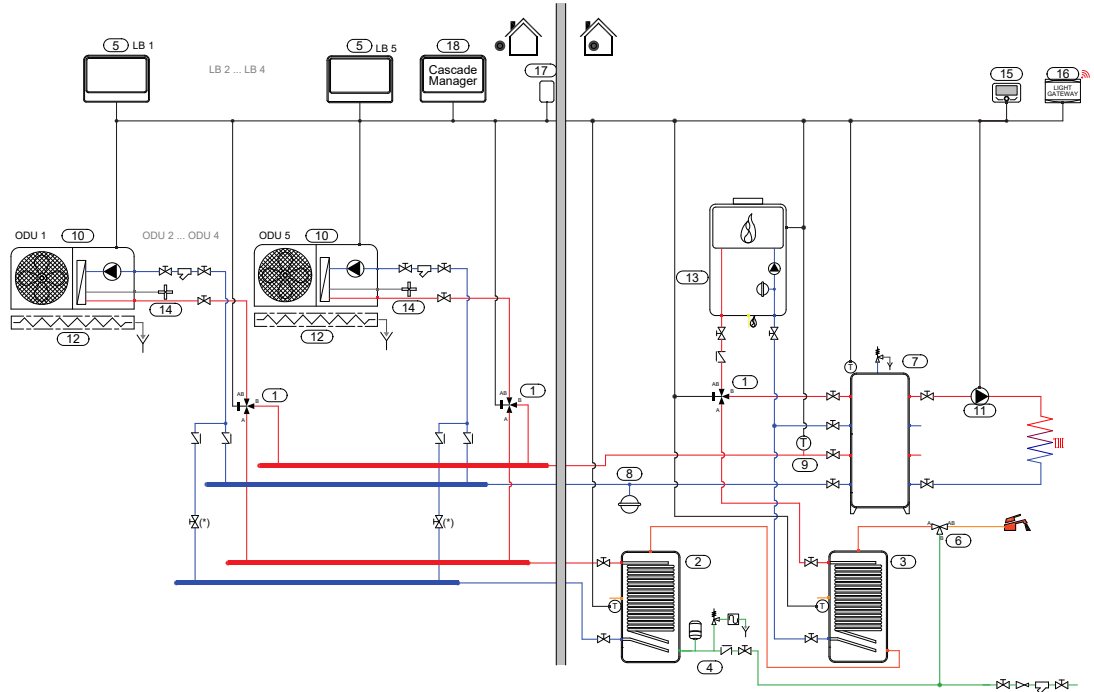 5 LB 1
LB 2 ... LB 4
5 LB 5
18
Cascade
Manager
17
15
16
LIGHT
GATEWAY
ODU 1
10
ODU 2 ... ODU 4
ODU 5
10
14
14
12
12
13
AB
B
A
1
AB
B
A
1
AB
B
A
1
T
7
11
T
9
8
(*)
(*)
2
3
T
T
A
AB
B
6
4